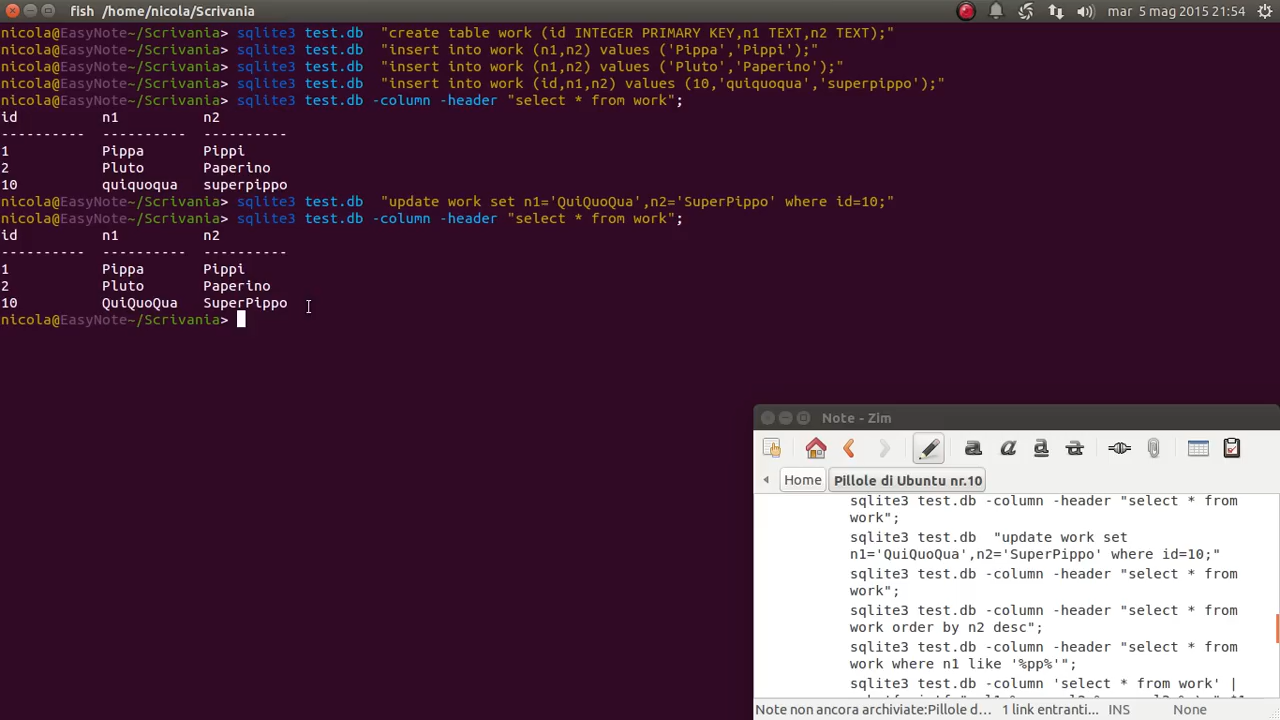 fish /home/nicola/Scrivania
mar 5 mag 2015 21:54
nicola@EasyNote~/Scrivania> sqlite3 test.db  "create table work (id INTEGER PRIMARY KEY,n1 TEXT,n2 TEXT);"
nicola@EasyNote~/Scrivania> sqlite3 test.db  "insert into work (n1,n2) values ('Pippa','Pippi');"
nicola@EasyNote~/Scrivania> sqlite3 test.db  "insert into work (n1,n2) values ('Pluto','Paperino');"
nicola@EasyNote~/Scrivania> sqlite3 test.db  "insert into work (id,n1,n2) values (10,'quiquoqua','superpippo');"
nicola@EasyNote~/Scrivania> sqlite3 test.db -column -header "select * from work";
id          n1          n2
----------  ----------  ----------
1           Pippa       Pippi
2           Pluto       Paperino
10          quiquoqua   superpippo
nicola@EasyNote~/Scrivania> sqlite3 test.db  "update work set n1='QuiQuoQua',n2='SuperPippo' where id=10;"
nicola@EasyNote~/Scrivania> sqlite3 test.db -column -header "select * from work";
id          n1          n2
----------  ----------  ----------
1           Pippa       Pippi
2           Pluto       Paperino
10          QuiQuoQua   SuperPippo
nicola@EasyNote~/Scrivania>
Note - Zim
Home
Pillole di Ubuntu nr.10
sqlite3 test.db -column -header "select * from
work";
sqlite3 test.db  "update work set
n1='QuiQuoQua',n2='SuperPippo' where id=10;"
sqlite3 test.db -column -header "select * from
work";
sqlite3 test.db -column -header "select * from
work order by n2 desc";
sqlite3 test.db -column -header "select * from
work where n1 like '%pp%'";
sqlite3 test.db -column 'select * from work' |
Note non ancora archiviate:Pillole d...
1 link entranti...
INS
None